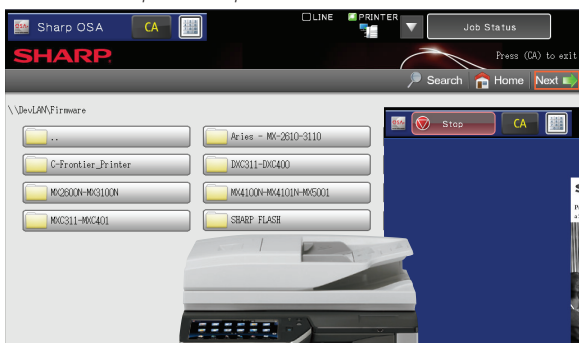 Sharp OSA CA
LINE PRINTER
Job Status
SHARP
Press (CA) to exit
Search Home Next
\\DevLAN\Firmware
..
Aries - MX-2610-3110
C-Frontier_Printer
DXC311-DXC400
MX2600N-MX3100N
MX4100N-MX4101N-MX5001
MXC311-MXC401
SHARP FLASH
Stop CA